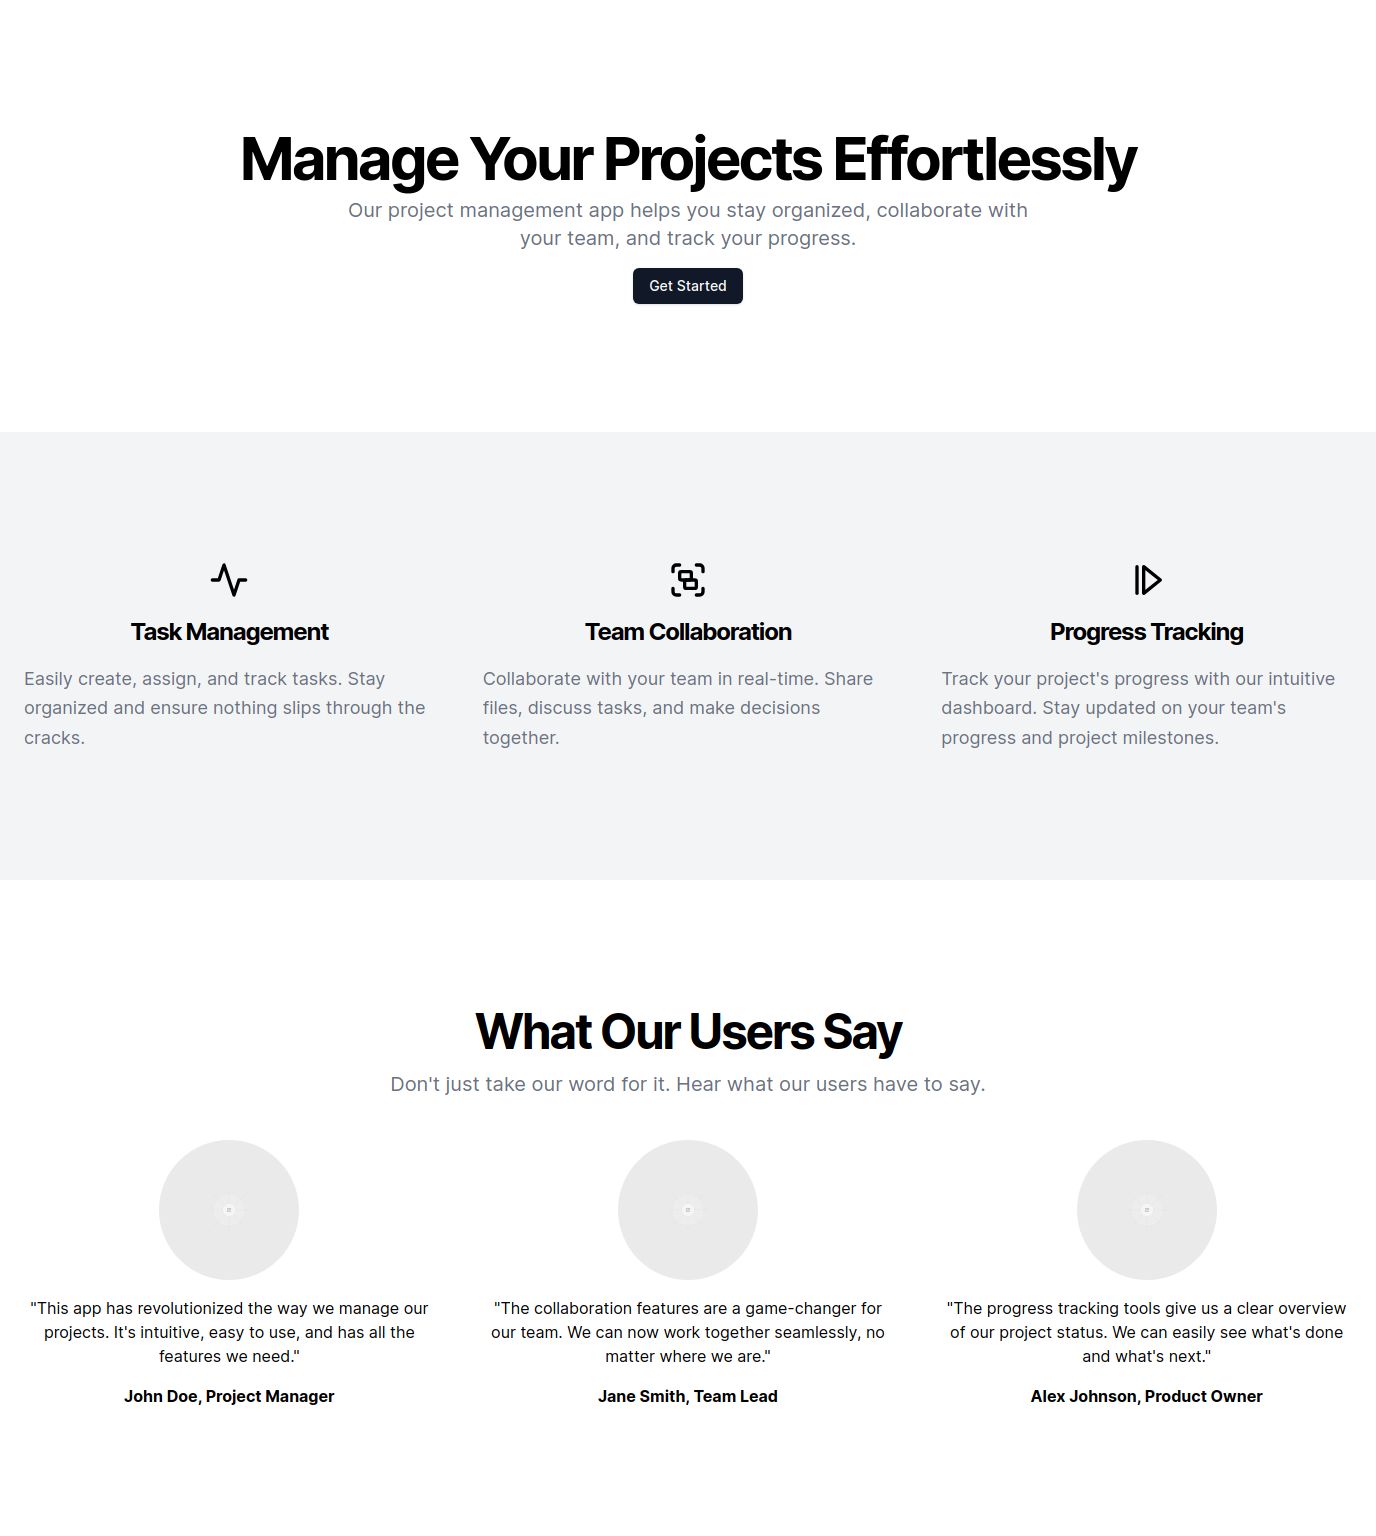 Manage Your Projects Effortlessly
Our project management app helps you stay organized, collaborate with
your team, and track your progress.
Get Started
Task Management
Easily create, assign, and track tasks. Stay
organized and ensure nothing slips through the
cracks.
Team Collaboration
Collaborate with your team in real-time. Share
files, discuss tasks, and make decisions
together.
Progress Tracking
Track your project's progress with our intuitive
dashboard. Stay updated on your team's
progress and project milestones.
What Our Users Say
Don't just take our word for it. Hear what our users have to say.
"This app has revolutionized the way we manage our
projects. It's intuitive, easy to use, and has all the
features we need."
John Doe, Project Manager
"The collaboration features are a game-changer for
our team. We can now work together seamlessly, no
matter where we are."
Jane Smith, Team Lead
"The progress tracking tools give us a clear overview
of our project status. We can easily see what's done
and what's next."
Alex Johnson, Product Owner